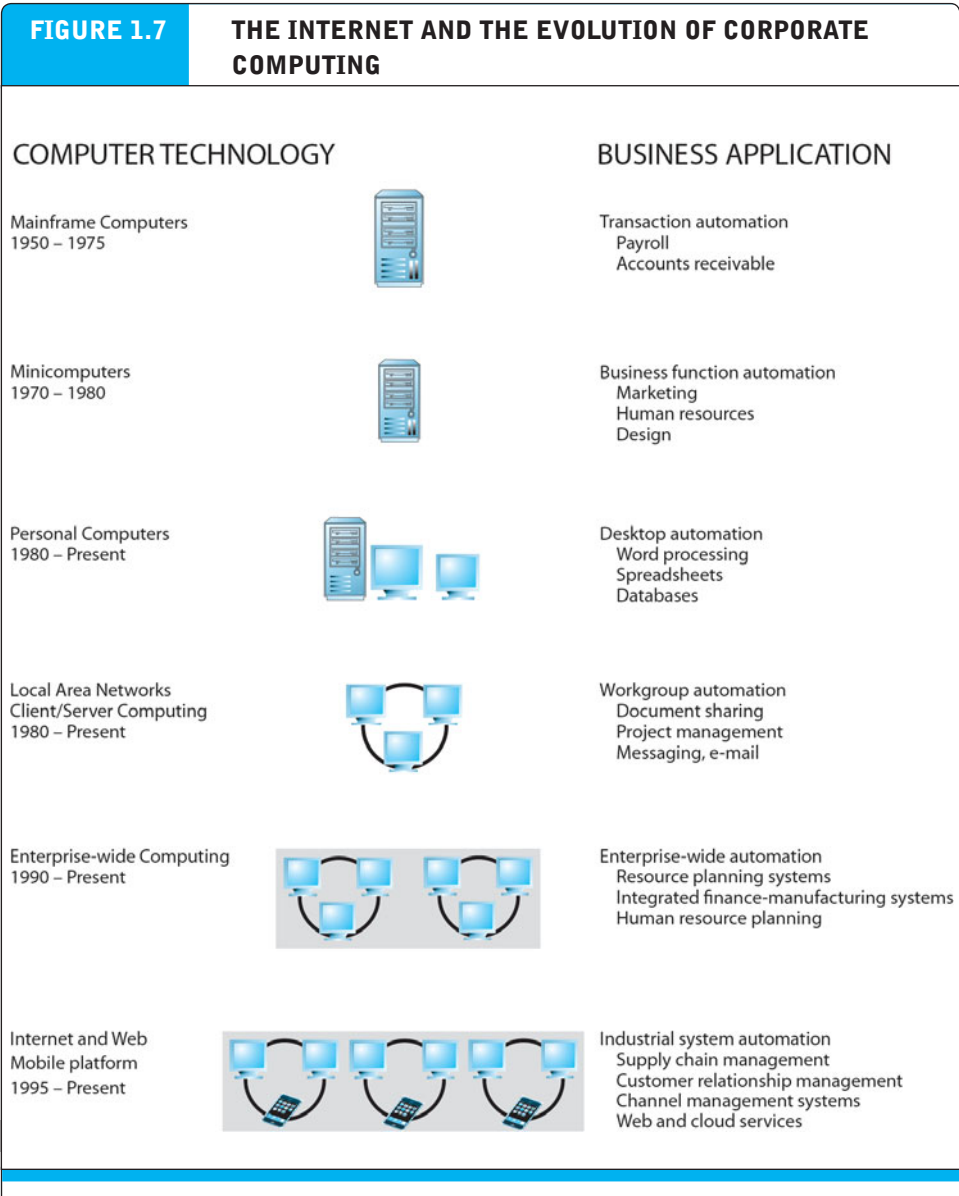 FIGURE 1.7
THE INTERNET AND THE EVOLUTION OF CORPORATE
COMPUTING
COMPUTER TECHNOLOGY
BUSINESS APPLICATION
Mainframe Computers
1950 – 1975
Transaction automation
Payroll
Accounts receivable
Minicomputers
1970 – 1980
Business function automation
Marketing
Human resources
Design
Personal Computers
1980 – Present
Desktop automation
Word processing
Spreadsheets
Databases
Local Area Networks
Client/Server Computing
1980 – Present
Workgroup automation
Document sharing
Project management
Messaging, e-mail
Enterprise-wide Computing
1990 – Present
Enterprise-wide automation
Resource planning systems
Integrated finance-manufacturing systems
Human resource planning
Internet and Web
Mobile platform
1995 – Present
Industrial system automation
Supply chain management
Customer relationship management
Channel management systems
Web and cloud services